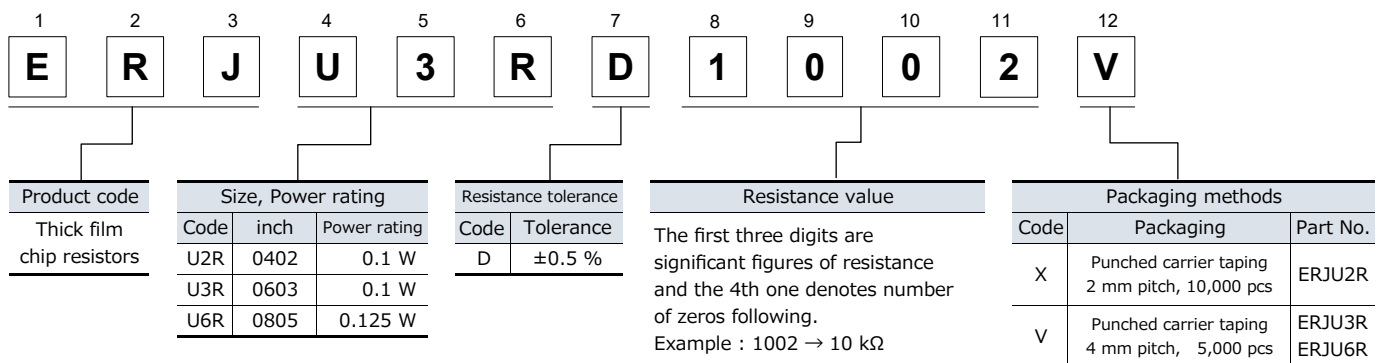 1 2 3 4 5 6 7 8 9 10 11 12
E R J U 3 R D 1 0 0 2 V
Product code
Thick film
chip resistors
Size, Power rating
Code inch Power rating
U2R 0402 0.1 W
U3R 0603 0.1 W
U6R 0805 0.125 W
Resistance tolerance
Code Tolerance
D ±0.5 %
Resistance value
The first three digits are
significant figures of resistance
and the 4th one denotes number
of zeros following.
Example : 1002 → 10 kΩ
Packaging methods
Code Packaging Part No.
X Punched carrier taping
2 mm pitch, 10,000 pcs ERJU2R
V Punched carrier taping ERJU3R
4 mm pitch, 5,000 pcs ERJU6R